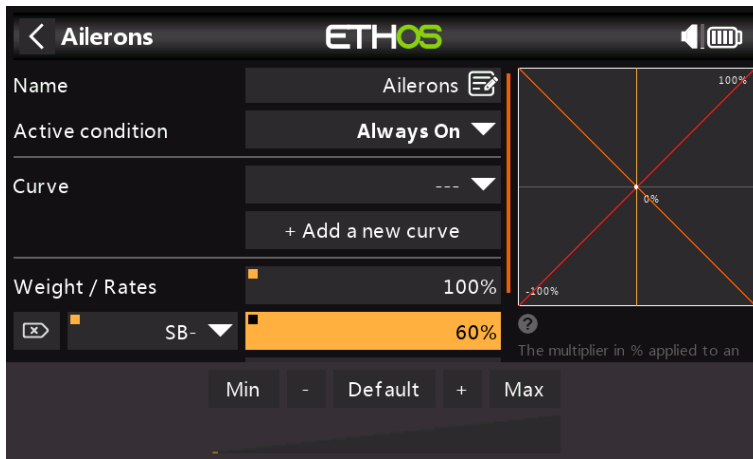 Ailerons
ETHOS
Name
Ailerons
Active condition
Always On
Curve
---
+ Add a new curve
Weight / Rates
100%
SB-
60%
100%
0%
-100%
?
The multiplier in % applied to an
Min
-
Default
+
Max